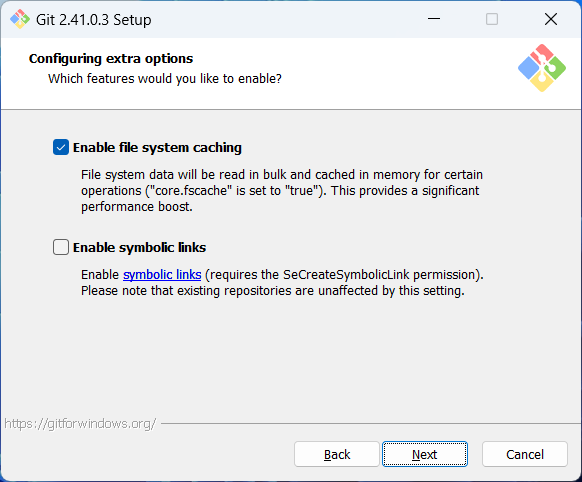 Git 2.41.0.3 Setup
Configuring extra options
Which features would you like to enable?
Enable file system caching
File system data will be read in bulk and cached in memory for certain
operations ("core.fscache" is set to "true"). This provides a significant
performance boost.
Enable symbolic links
Enable symbolic links (requires the SeCreateSymbolicLink permission).
Please note that existing repositories are unaffected by this setting.
https://gitforwindows.org/
Back
Next
Cancel